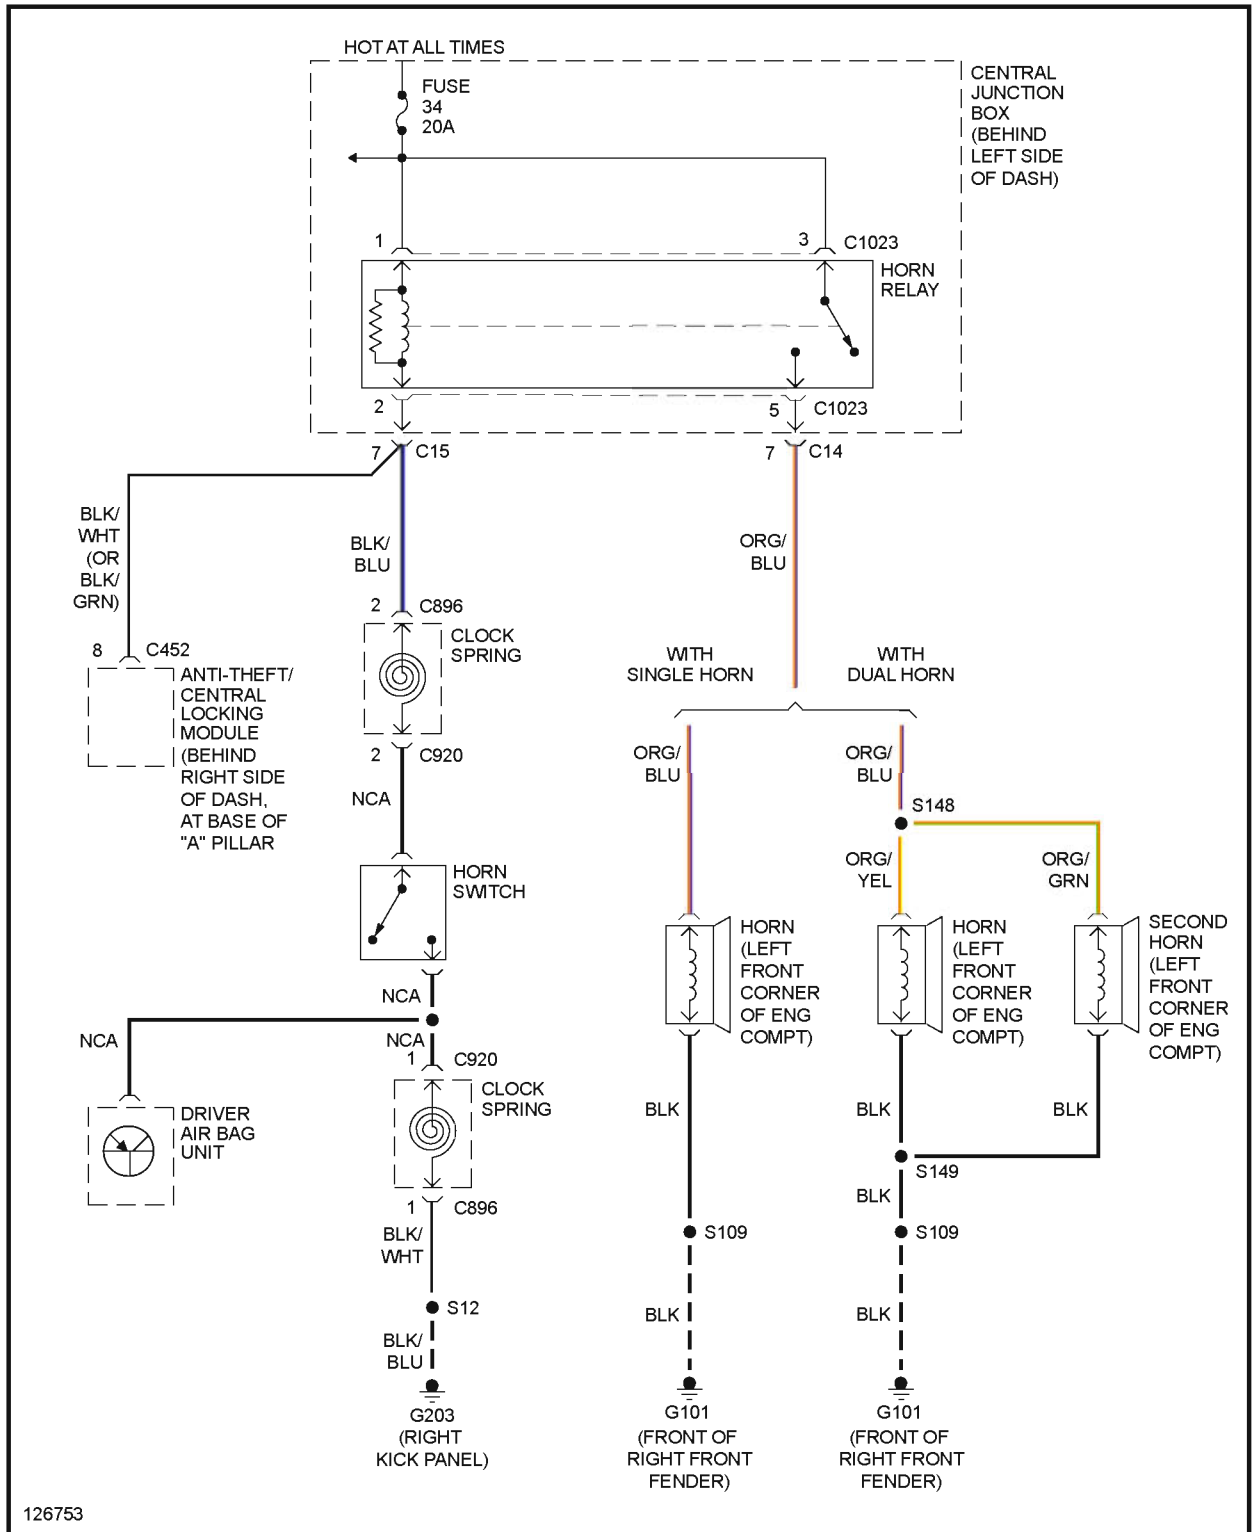 HOT AT ALL TIMES
FUSE
34
20A
CENTRAL
JUNCTION
BOX
(BEHIND
LEFT SIDE
OF DASH)
1
3
C1023
HORN
RELAY
2
5
C1023
7
C15
7
C14
BLK/
WHT
(OR
BLK/
GRN)
BLK/
BLU
ORG/
BLU
8
C452
ANTI-THEFT/
CENTRAL
LOCKING
MODULE
(BEHIND
RIGHT SIDE
OF DASH,
AT BASE OF
"A" PILLAR
2
C896
CLOCK
SPRING
2
C920
NCA
HORN
SWITCH
WITH
SINGLE HORN
WITH
DUAL HORN
ORG/
BLU
ORG/
BLU
S148
ORG/
YEL
ORG/
GRN
HORN
(LEFT
FRONT
CORNER
OF ENG
COMPT)
HORN
(LEFT
FRONT
CORNER
OF ENG
COMPT)
SECOND
HORN
(LEFT
FRONT
CORNER
OF ENG
COMPT)
NCA
NCA
NCA
1
C920
DRIVER
AIR BAG
UNIT
CLOCK
SPRING
1
C896
BLK/
WHT
S12
BLK/
BLU
G203
(RIGHT
KICK PANEL)
BLK
BLK
BLK
S149
BLK
S109
S109
BLK
BLK
G101
(FRONT OF
RIGHT FRONT
FENDER)
G101
(FRONT OF
RIGHT FRONT
FENDER)
126753